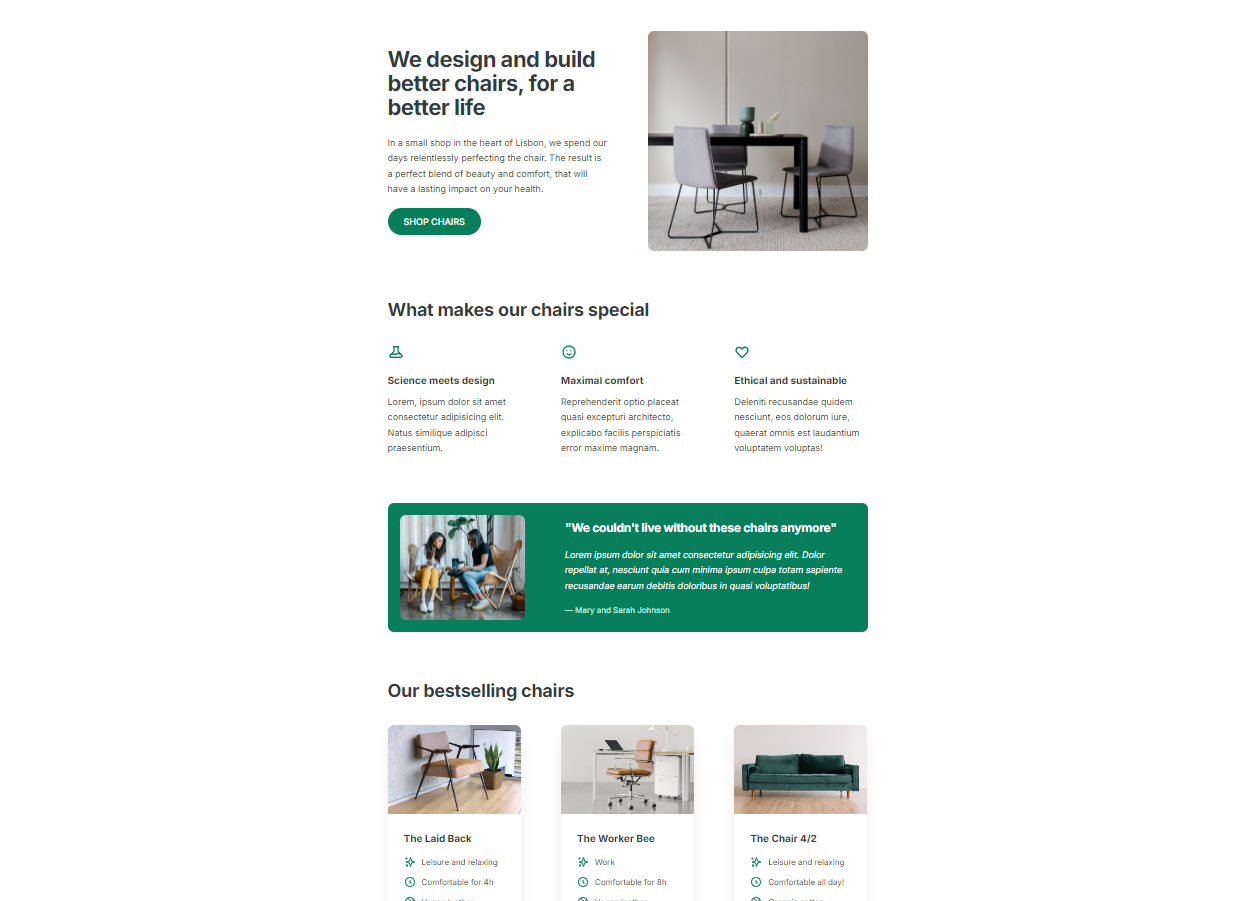 We design and build
better chairs, for a
better life
In a small shop in the heart of Lisbon, we spend our
days relentlessly perfecting the chair. The result is
a perfect blend of beauty and comfort, that will
have a lasting impact on your health.
SHOP CHAIRS
What makes our chairs special
Science meets design
Lorem, ipsum dolor sit amet
consectetur adipisicing elit.
Natus similique adipisci
praesentium.
Maximal comfort
Reprehenderit optio placeat
quasi excepturi architecto,
explicabo facilis perspiciatis
error maxime magnam.
Ethical and sustainable
Deleniti recusandae quidem
nesciunt, eos dolorum iure,
quaerat omnis est laudantium
voluptatem voluptas!
"We couldn't live without these chairs anymore"
Lorem ipsum dolor sit amet consectetur adipisicing elit. Dolor
repellat at, nesciunt quia cum minima ipsum culpa totam sapiente
recusandae earum debitis doloribus in quasi voluptatibus!
— Mary and Sarah Johnson
Our bestselling chairs
The Laid Back
Leisure and relaxing
Comfortable for 4h
The Worker Bee
Work
Comfortable for 8h
The Chair 4/2
Leisure and relaxing
Comfortable all day!